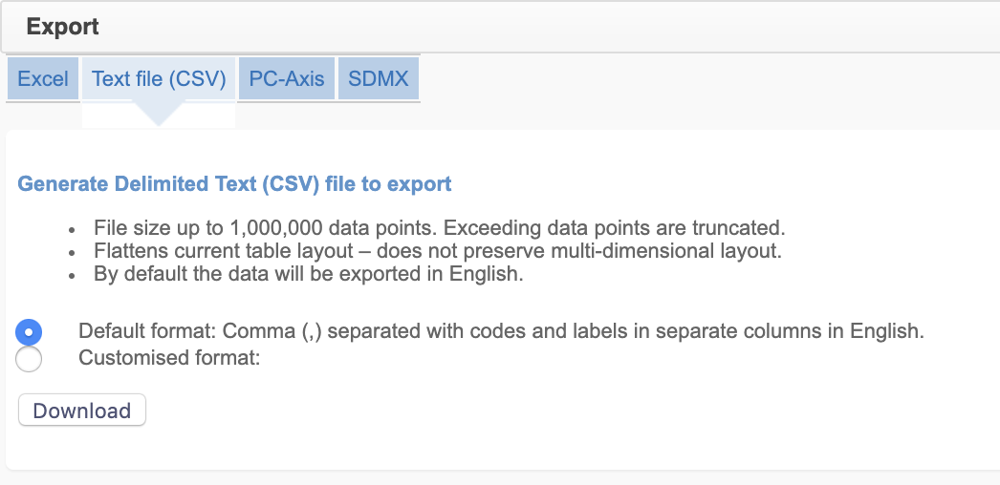 Export
Excel Text file (CSV) PC-Axis SDMX
Generate Delimited Text (CSV) file to export
• File size up to 1,000,000 data points. Exceeding data points are truncated.
• Flattens current table layout – does not preserve multi-dimensional layout.
• By default the data will be exported in English.
Default format: Comma (,) separated with codes and labels in separate columns in English.
Customised format:
Download